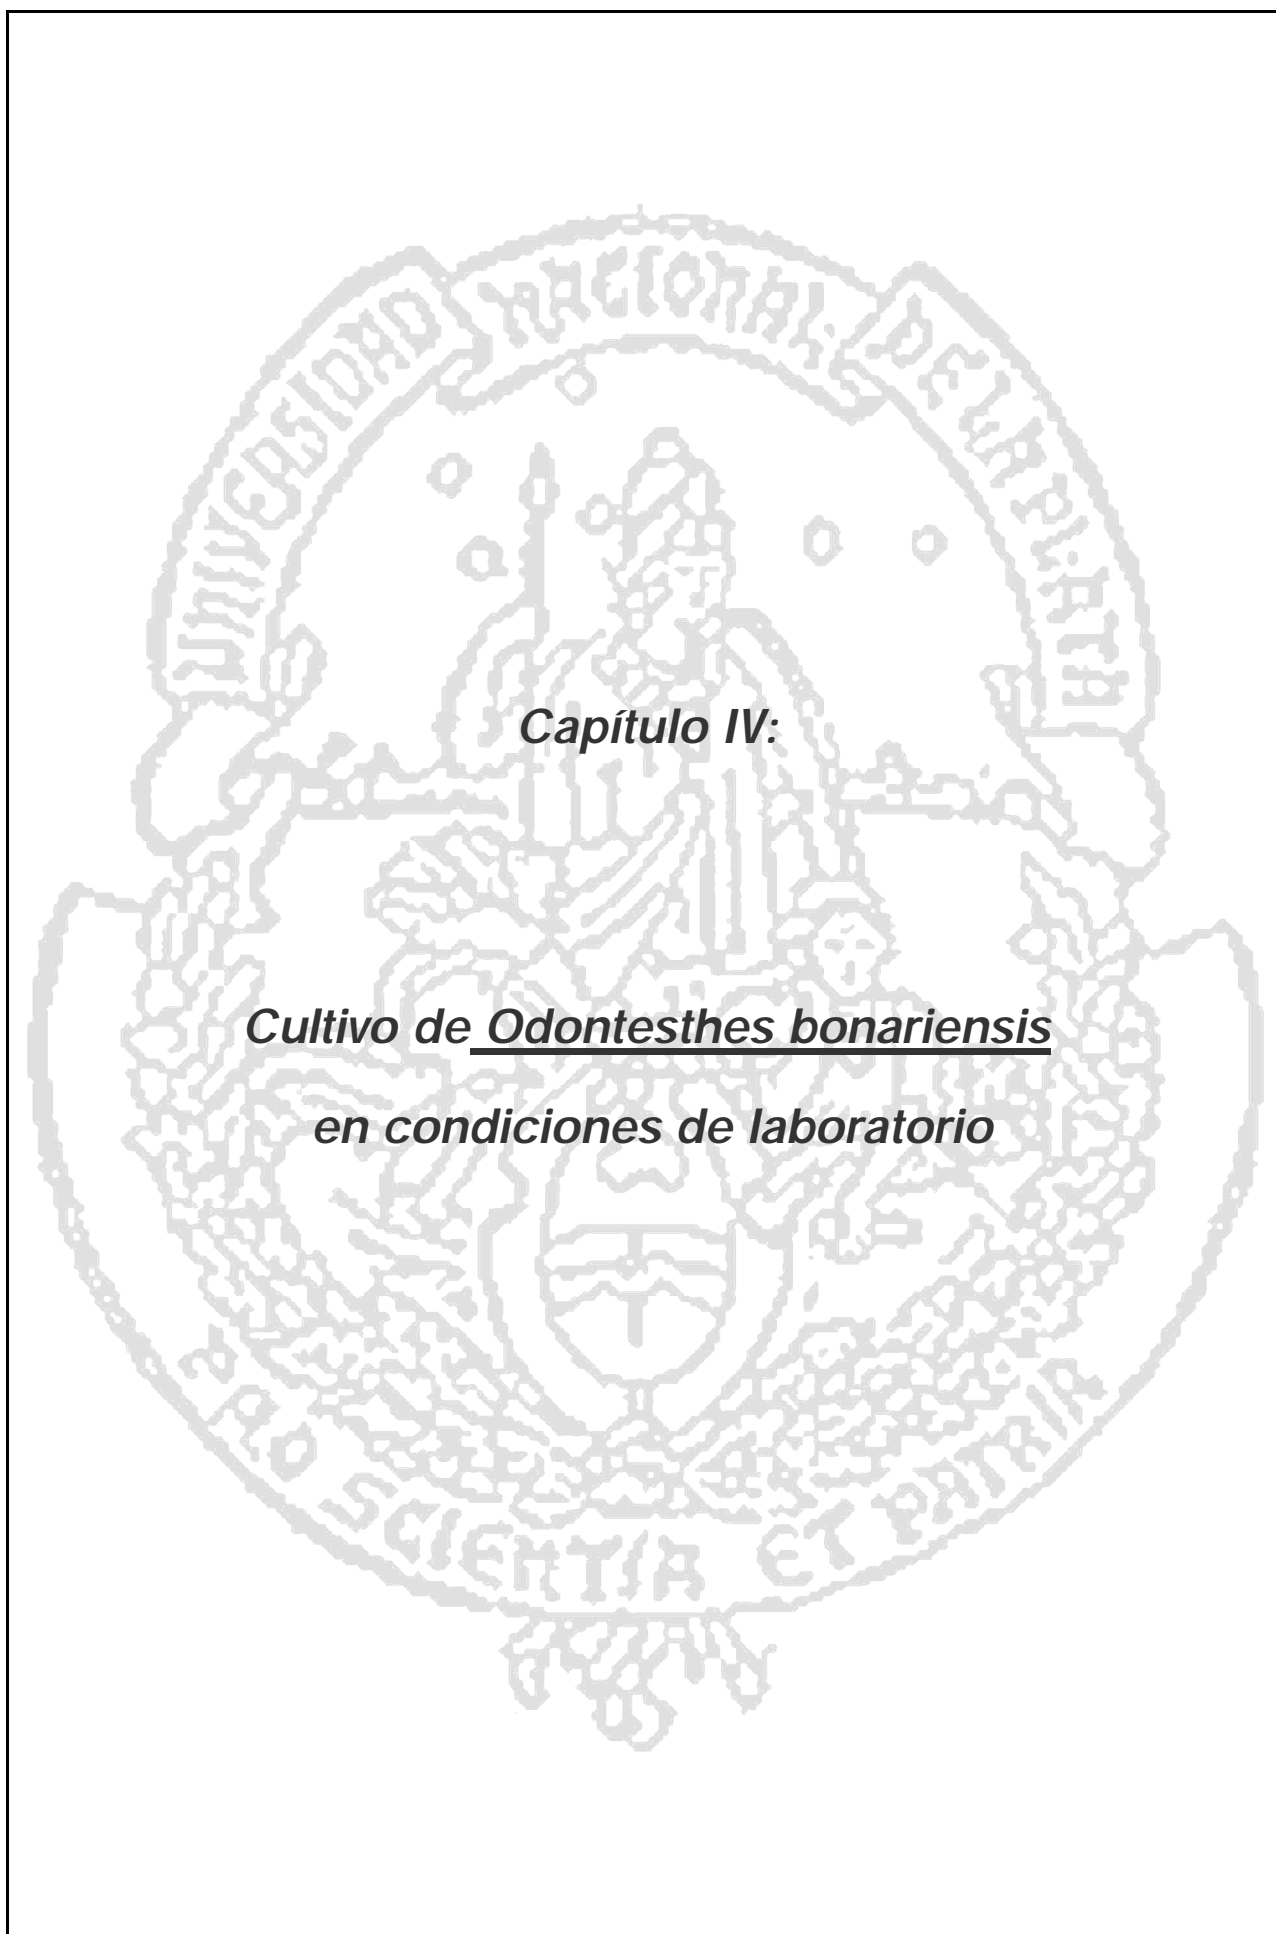 UNIVERSIDAD NACIONAL DE LA PLATA
Capítulo IV:
Cultivo de Odontesthes bonariensis
en condiciones de laboratorio
PRO SCIENTIA ET PATRIA